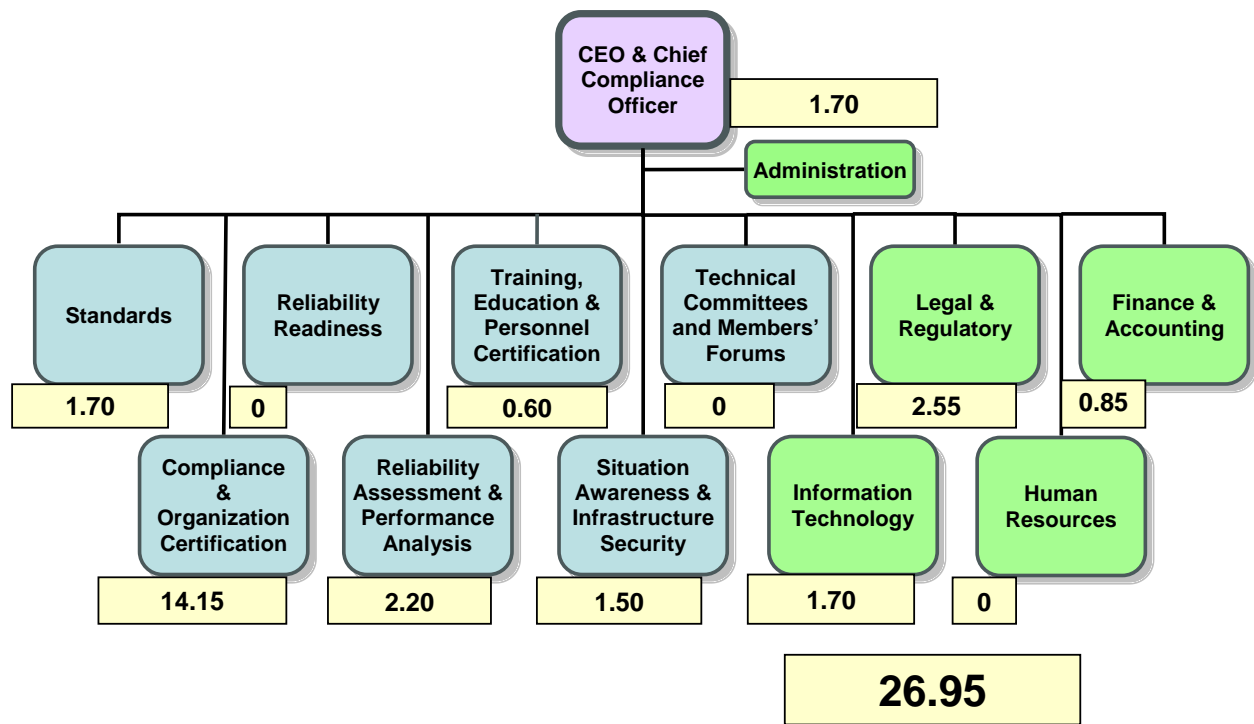 CEO & Chief
Compliance
Officer
1.70
Administration
Standards
1.70
Reliability
Readiness
0
Training,
Education &
Personnel
Certification
0.60
Technical
Committees
and Members’
Forums
0
Legal &
Regulatory
2.55
Finance &
Accounting
0.85
Compliance
&
Organization
Certification
14.15
Reliability
Assessment &
Performance
Analysis
2.20
Situation
Awareness &
Infrastructure
Security
1.50
Information
Technology
1.70
Human
Resources
0
26.95